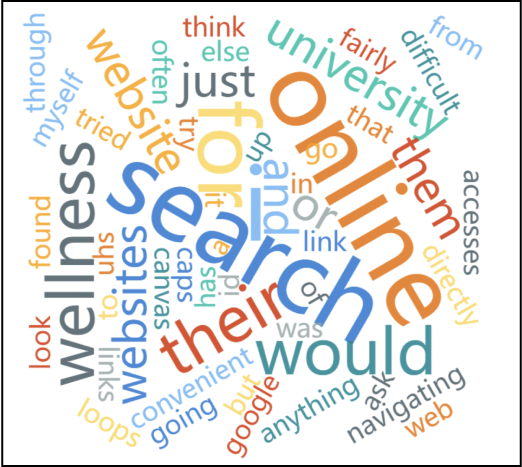 through
think
from
often
else
university
fairly
difficult
website
just
myself
tried
try
for
up
online
that
go
them
wellness
search
it
i
and
in
or
accesses
found
uhs
websites
caps
a
link
directly
to
canvas
has
pi
of
look
links
their
was
would
convenient
loops
going
but
google
anything
ask
navigating
web